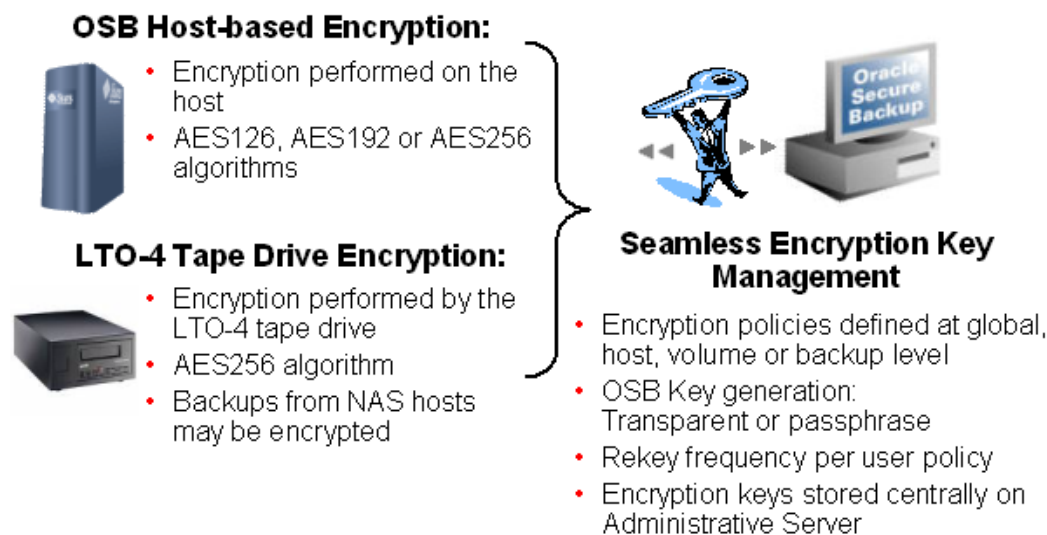 OSB Host-based Encryption:
• Encryption performed on the
host
• AES126, AES192 or AES256
algorithms
LTO-4 Tape Drive Encryption:
• Encryption performed by the
LTO-4 tape drive
• AES256 algorithm
• Backups from NAS hosts
may be encrypted
Oracle
Secure
Backup
Seamless Encryption Key
Management
• Encryption policies defined at global,
host, volume or backup level
• OSB Key generation:
Transparent or passphrase
• Rekey frequency per user policy
• Encryption keys stored centrally on
Administrative Server